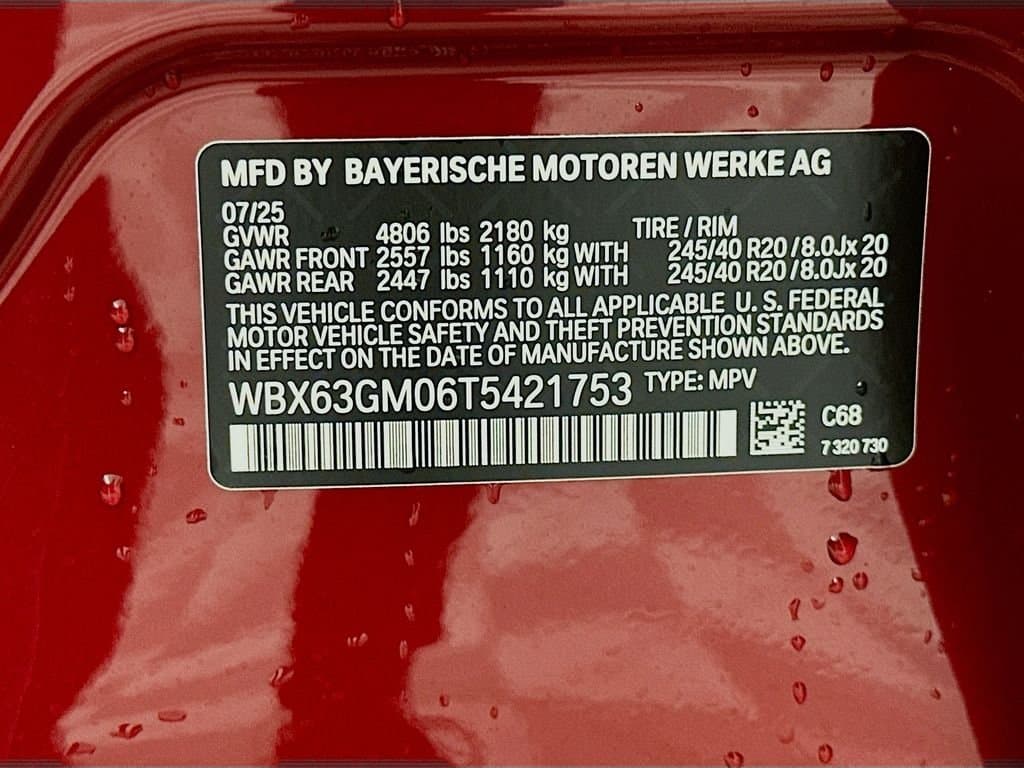 MFD BY BAYERISCHE MOTOREN WERKE AG
07/25
GVWR 4806 lbs 2180 kg TIRE / RIM
GAWR FRONT 2557 lbs 1160 kg WITH 245/40 R20 / 8.0Jx 20
GAWR REAR 2447 lbs 1110 kg WITH 245/40 R20 / 8.0Jx 20
THIS VEHICLE CONFORMS TO ALL APPLICABLE U. S. FEDERAL
MOTOR VEHICLE SAFETY AND THEFT PREVENTION STANDARDS
IN EFFECT ON THE DATE OF MANUFACTURE SHOWN ABOVE.
WBX63GM06T5421753 TYPE: MPV
C68
7 320 730